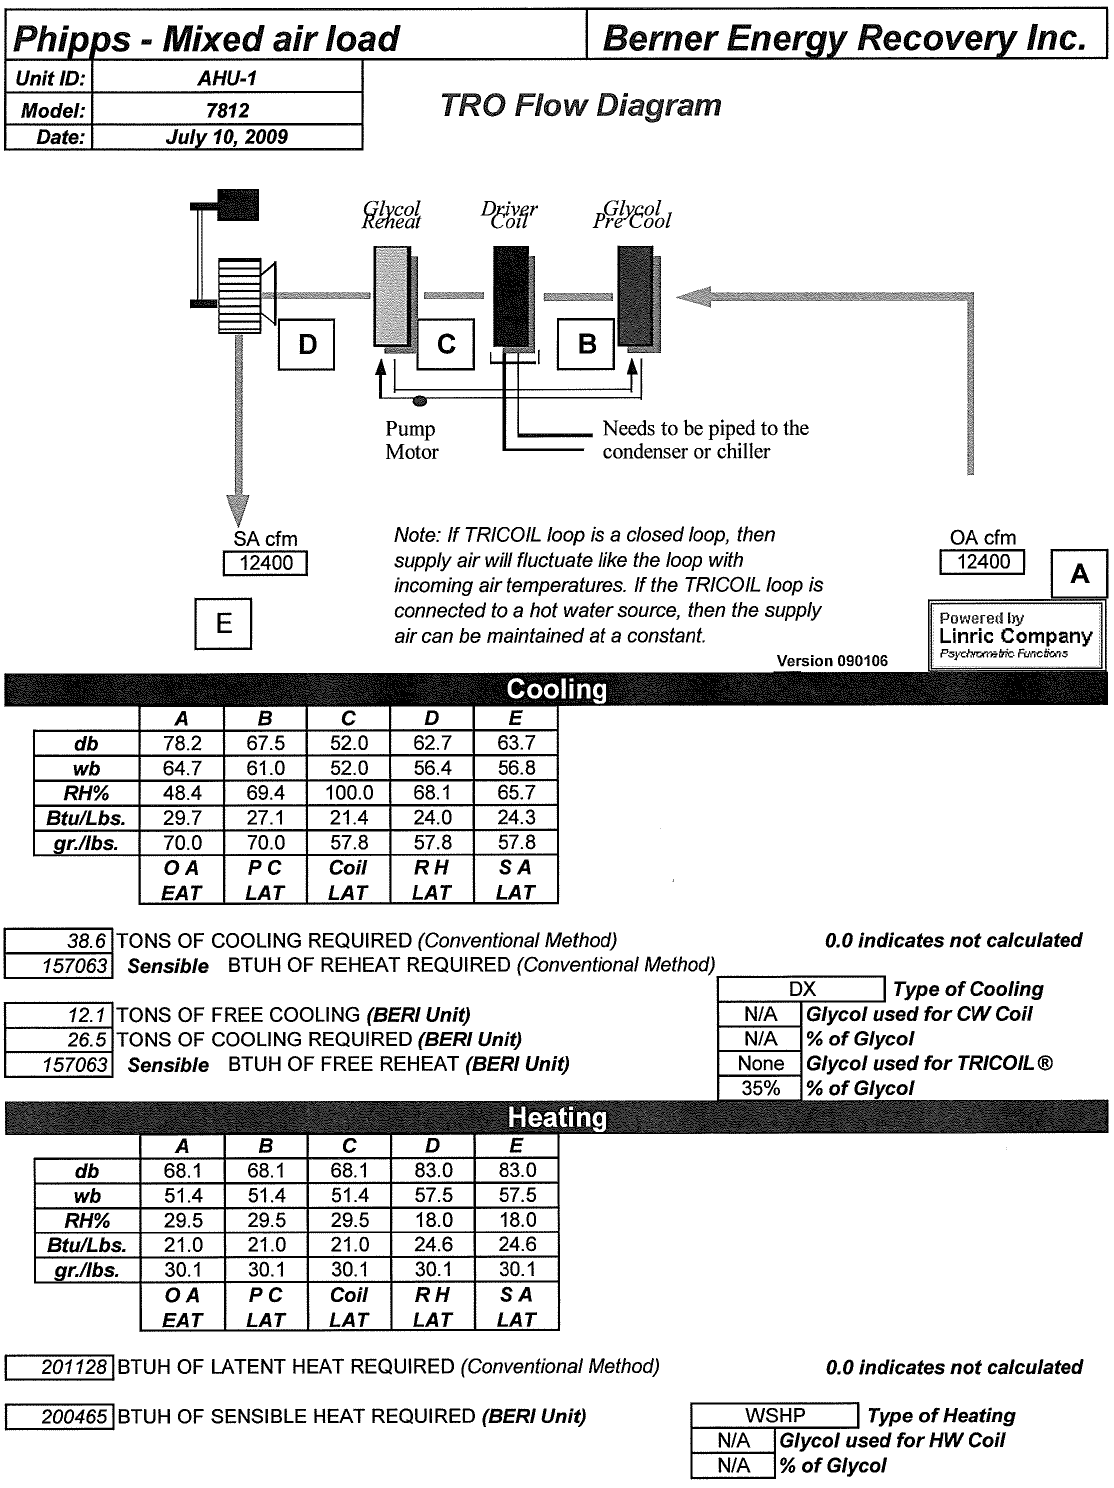 Phipps - Mixed air load
Berner Energy Recovery Inc.
Unit ID: AHU-1
Model: 7812
Date: July 10, 2009
TRO Flow Diagram
Glycol Reheat
Driver Coil
Glycol Pre Cool
D
C
B
Pump
Motor
Needs to be piped to the
condenser or chiller
SA cfm
12400
E
Note: If TRICOIL loop is a closed loop, then
supply air will fluctuate like the loop with
incoming air temperatures. If the TRICOIL loop is
connected to a hot water source, then the supply
air can be maintained at a constant.
OA cfm
12400
A
Powered by
Linric Company
Psychrometric Functions
Version 090106
Cooling
A B C D E
db 78.2 67.5 52.0 62.7 63.7
wb 64.7 61.0 52.0 56.4 56.8
RH% 48.4 69.4 100.0 68.1 65.7
Btu/Lbs. 29.7 27.1 21.4 24.0 24.3
gr./lbs. 70.0 70.0 57.8 57.8 57.8
O A P C Coil R H S A
EAT LAT LAT LAT LAT
38.6 TONS OF COOLING REQUIRED (Conventional Method)
0.0 indicates not calculated
157063 Sensible BTUH OF REHEAT REQUIRED (Conventional Method)
DX Type of Cooling
12.1 TONS OF FREE COOLING (BERI Unit)
N/A Glycol used for CW Coil
26.5 TONS OF COOLING REQUIRED (BERI Unit)
N/A % of Glycol
157063 Sensible BTUH OF FREE REHEAT (BERI Unit)
None Glycol used for TRICOIL®
35% % of Glycol
Heating
A B C D E
db 68.1 68.1 68.1 83.0 83.0
wb 51.4 51.4 51.4 57.5 57.5
RH% 29.5 29.5 29.5 18.0 18.0
Btu/Lbs. 21.0 21.0 21.0 24.6 24.6
gr./lbs. 30.1 30.1 30.1 30.1 30.1
O A P C Coil R H S A
EAT LAT LAT LAT LAT
201128 BTUH OF LATENT HEAT REQUIRED (Conventional Method)
0.0 indicates not calculated
200465 BTUH OF SENSIBLE HEAT REQUIRED (BERI Unit)
WSHP Type of Heating
N/A Glycol used for HW Coil
N/A % of Glycol